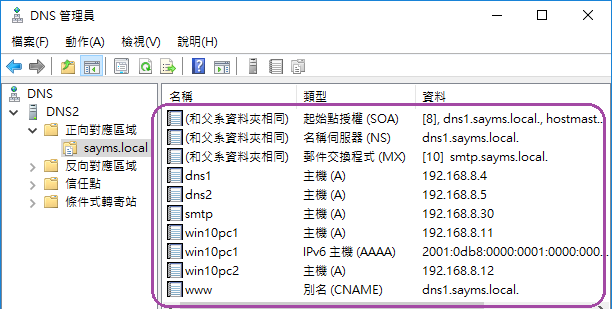 DNS 管理員
檔案(F) 動作(A) 檢視(V) 說明(H)
DNS
DNS2
正向對應區域
sayms.local
反向對應區域
信任點
條件式轉寄站
名稱 類型 資料
(和父系資料夾相同) 起始點授權 (SOA) [8], dns1.sayms.local., hostmast...
(和父系資料夾相同) 名稱伺服器 (NS) dns1.sayms.local.
(和父系資料夾相同) 郵件交換程式 (MX) [10] smtp.sayms.local.
dns1 主機 (A) 192.168.8.4
dns2 主機 (A) 192.168.8.5
smtp 主機 (A) 192.168.8.30
win10pc1 主機 (A) 192.168.8.11
win10pc1 IPv6 主機 (AAAA) 2001:0db8:0000:0001:0000:000...
win10pc2 主機 (A) 192.168.8.12
www 別名 (CNAME) dns1.sayms.local.